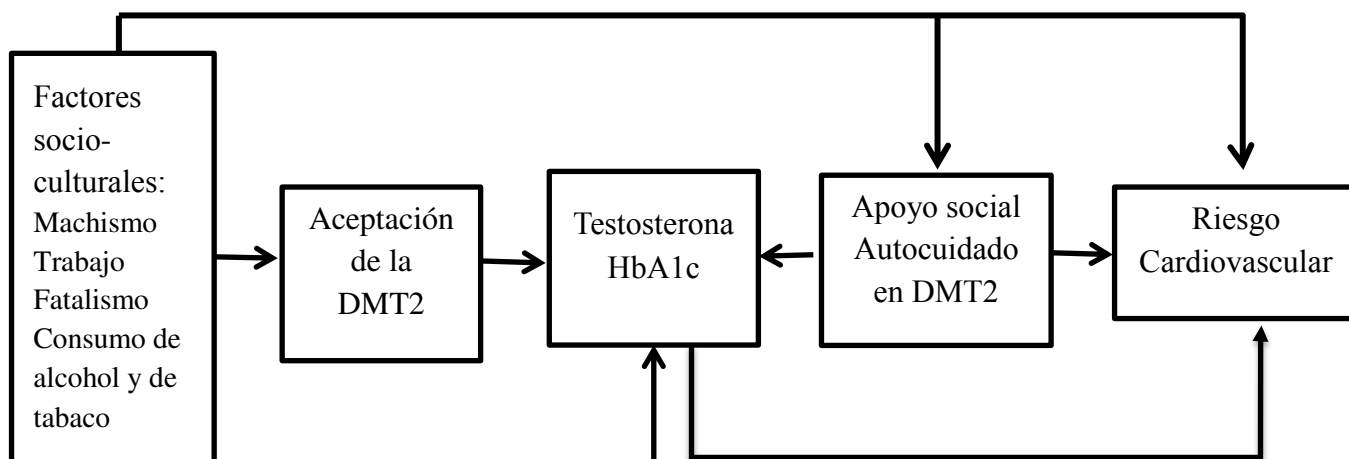 Factores
socio-
culturales:
Machismo
Trabajo
Fatalismo
Consumo de
alcohol y de
tabaco
Aceptación
de la
DMT2
Testosterona
HbA1c
Apoyo social
Autocuidado
en DMT2
Riesgo
Cardiovascular